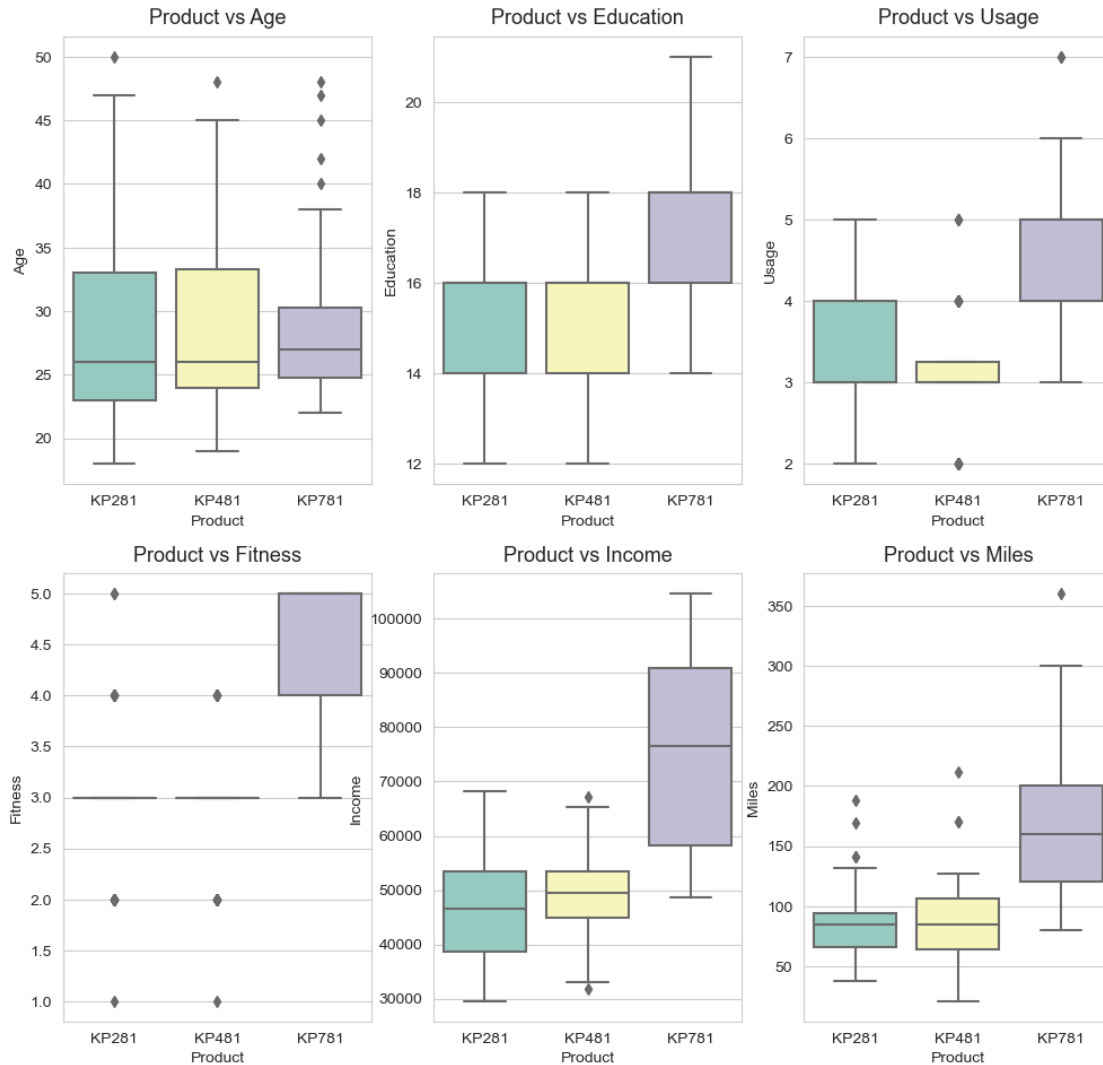 Product vs Age
50
45
40
35
30
25
20
Age
KP281 KP481 KP781
Product
Product vs Education
20
18
16
14
12
Education
KP281 KP481 KP781
Product
Product vs Usage
7
6
5
4
3
2
Usage
KP281 KP481 KP781
Product
Product vs Fitness
5.0
4.5
4.0
3.5
3.0
2.5
2.0
1.5
1.0
Fitness
KP281 KP481 KP781
Product
Product vs Income
100000
90000
80000
70000
60000
50000
40000
30000
Income
KP281 KP481 KP781
Product
Product vs Miles
350
300
250
200
150
100
50
Miles
KP281 KP481 KP781
Product